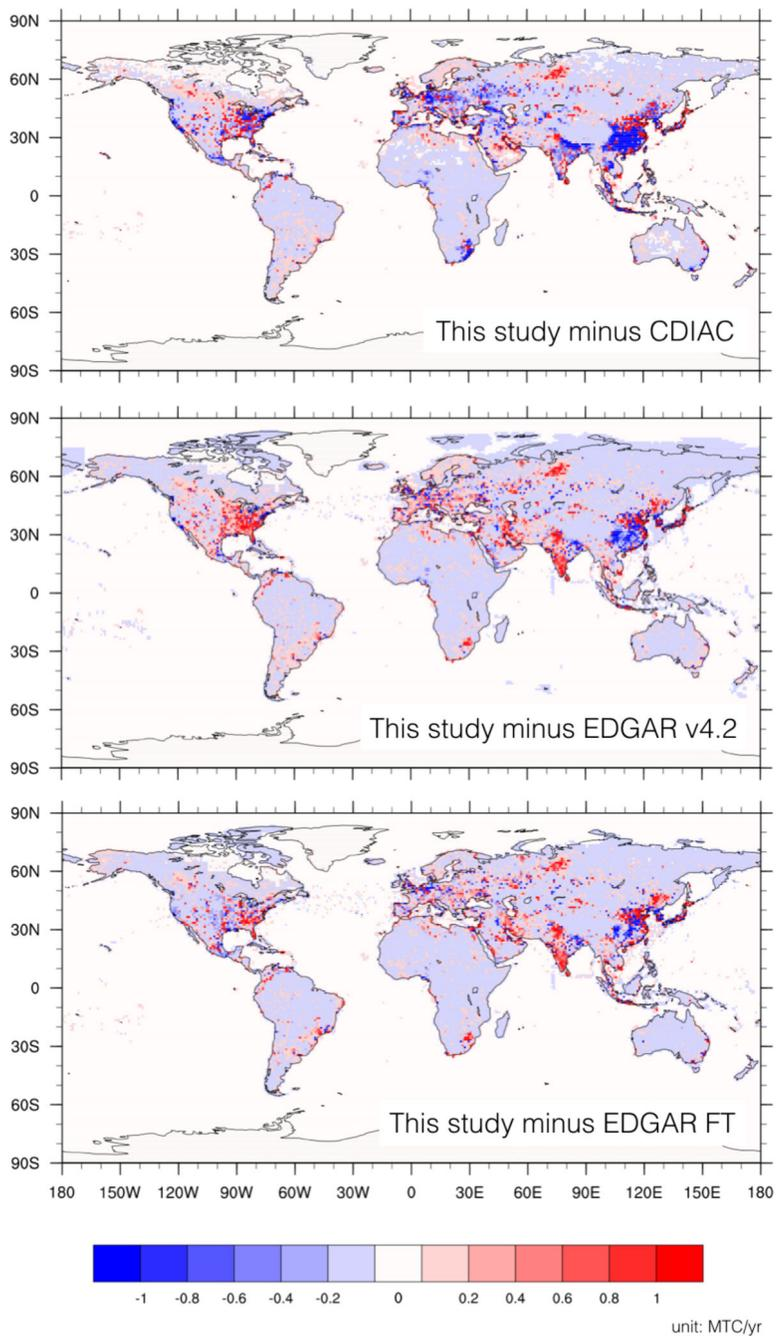 90N
60N
30N
0
30S
60S
90S
This study minus CDIAC
90N
60N
30N
0
30S
60S
90S
This study minus EDGAR v4.2
90N
60N
30N
0
30S
60S
90S
This study minus EDGAR FT
180 150W 120W 90W 60W 30W 0 30E 60E 90E 120E 150E 180
-1 -0.8 -0.6 -0.4 -0.2 0 0.2 0.4 0.6 0.8 1
unit: MTC/yr